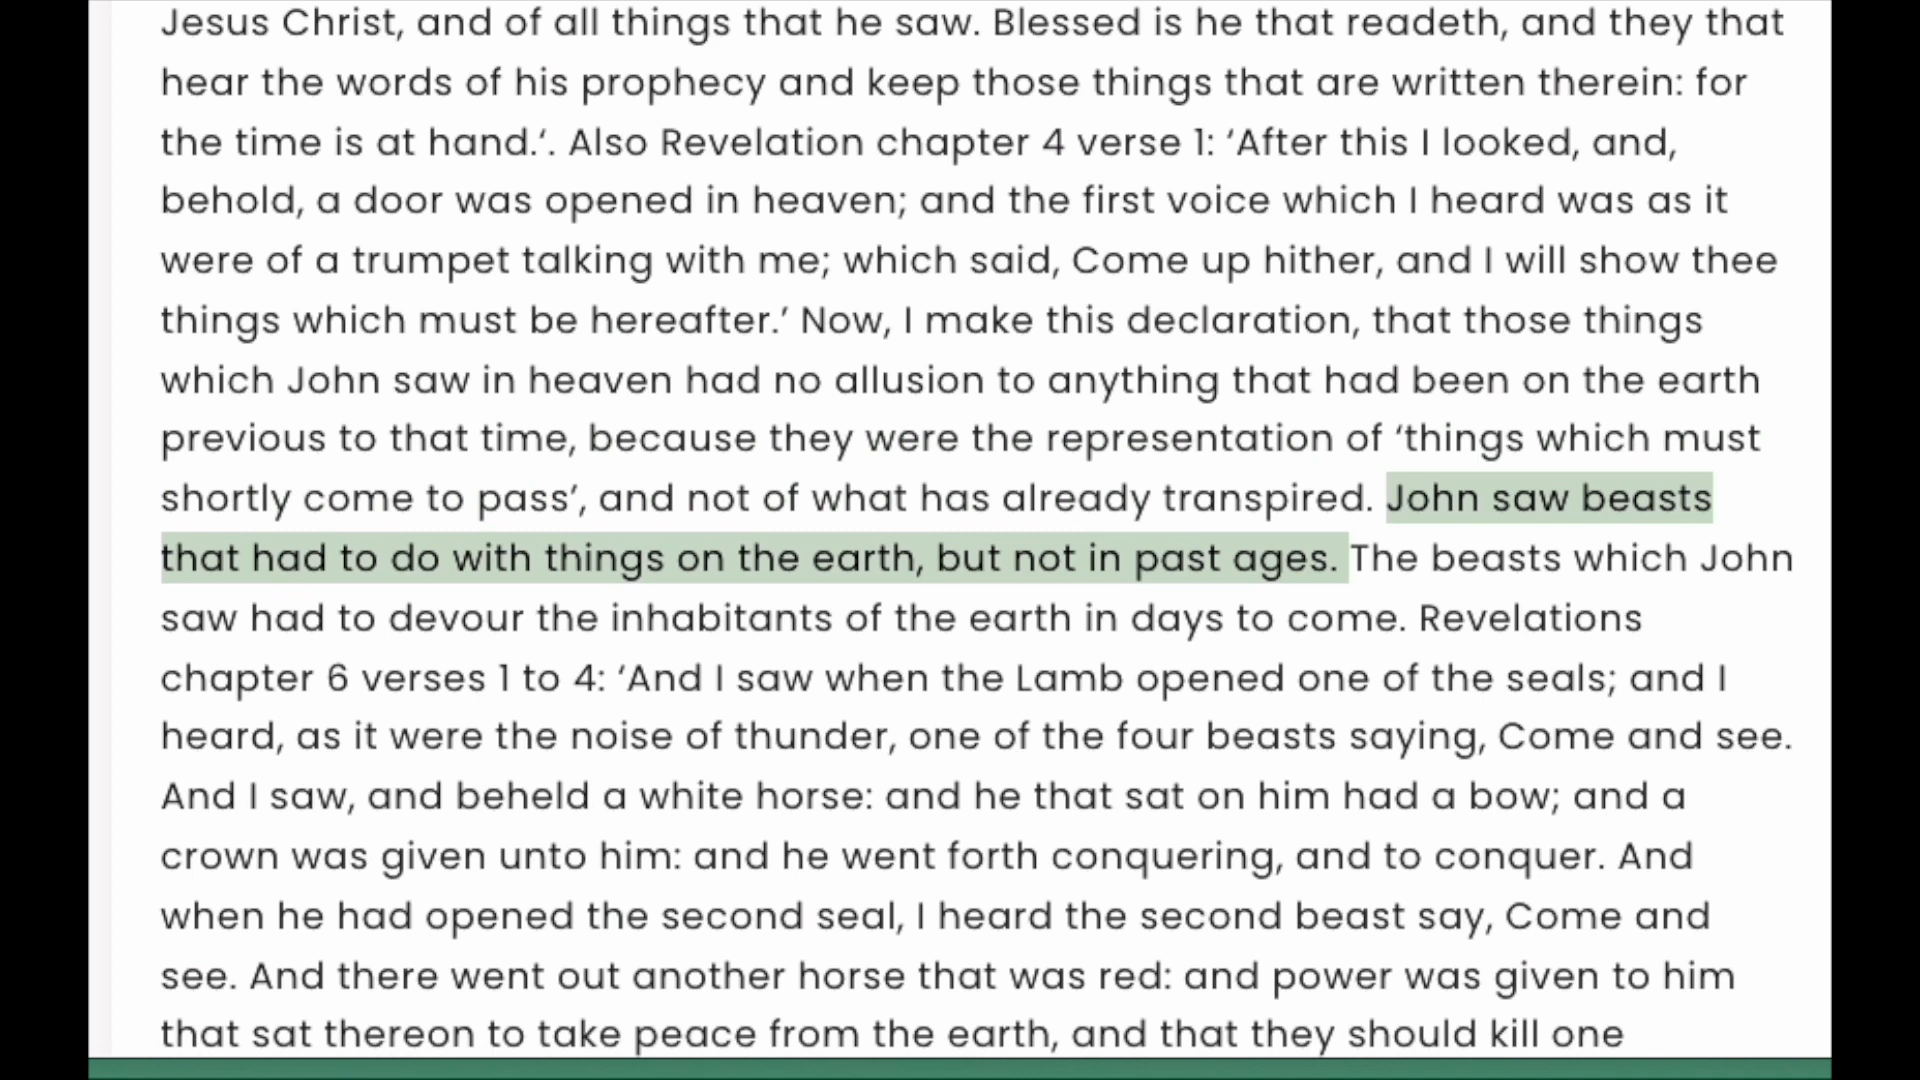 Jesus Christ, and of all things that he saw. Blessed is he that readeth, and they that
hear the words of his prophecy and keep those things that are written therein: for
the time is at hand.‘. Also Revelation chapter 4 verse 1: ‘After this I looked, and,
behold, a door was opened in heaven; and the first voice which I heard was as it
were of a trumpet talking with me; which said, Come up hither, and I will show thee
things which must be hereafter.’ Now, I make this declaration, that those things
which John saw in heaven had no allusion to anything that had been on the earth
previous to that time, because they were the representation of ‘things which must
shortly come to pass’, and not of what has already transpired. John saw beasts
that had to do with things on the earth, but not in past ages. The beasts which John
saw had to devour the inhabitants of the earth in days to come. Revelations
chapter 6 verses 1 to 4: ‘And I saw when the Lamb opened one of the seals; and I
heard, as it were the noise of thunder, one of the four beasts saying, Come and see.
And I saw, and beheld a white horse: and he that sat on him had a bow; and a
crown was given unto him: and he went forth conquering, and to conquer. And
when he had opened the second seal, I heard the second beast say, Come and
see. And there went out another horse that was red: and power was given to him
that sat thereon to take peace from the earth, and that they should kill one